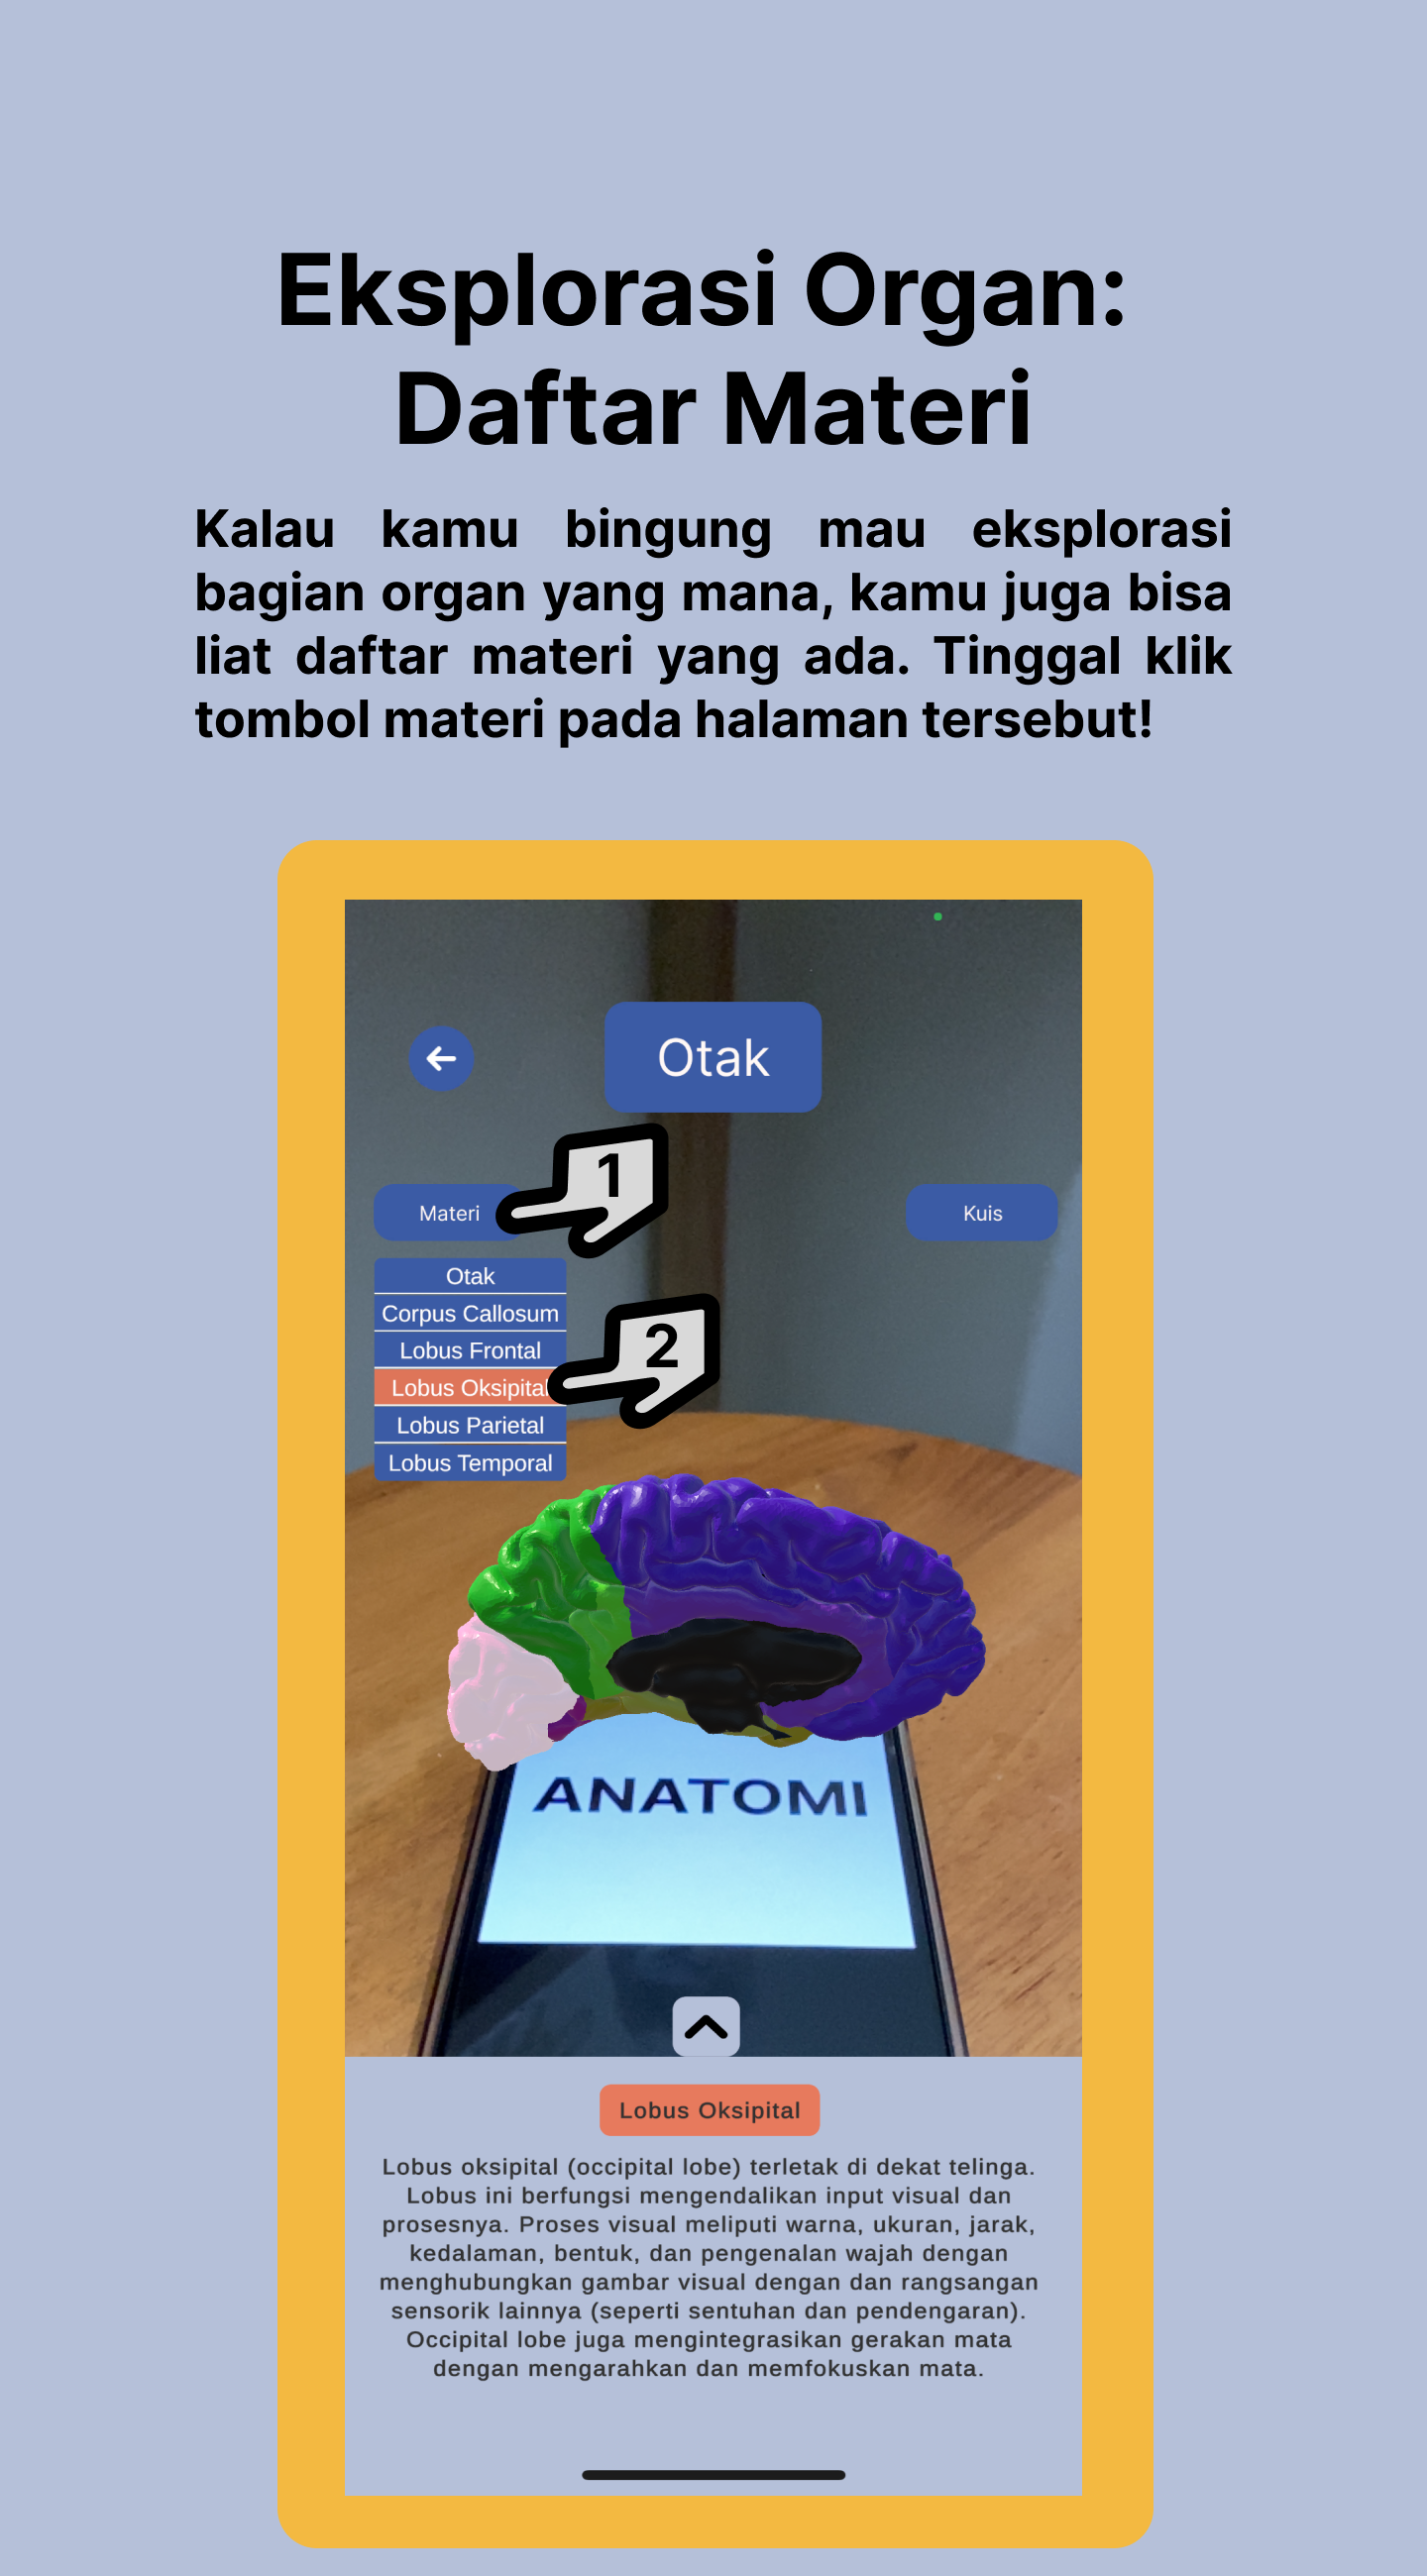 Eksplorasi Organ:
Daftar Materi
Kalau kamu bingung mau eksplorasi
bagian organ yang mana, kamu juga bisa
liat daftar materi yang ada. Tinggal klik
tombol materi pada halaman tersebut!
Otak
1
Materi
Kuis
Otak
Corpus Callosum
Lobus Frontal
2
Lobus Oksipital
Lobus Parietal
Lobus Temporal
ANATOMI
Lobus Oksipital
Lobus oksipital (occipital lobe) terletak di dekat telinga.
Lobus ini berfungsi mengendalikan input visual dan
prosesnya. Proses visual meliputi warna, ukuran, jarak,
kedalaman, bentuk, dan pengenalan wajah dengan
menghubungkan gambar visual dengan dan rangsangan
sensorik lainnya (seperti sentuhan dan pendengaran).
Occipital lobe juga mengintegrasikan gerakan mata
dengan mengarahkan dan memfokuskan mata.